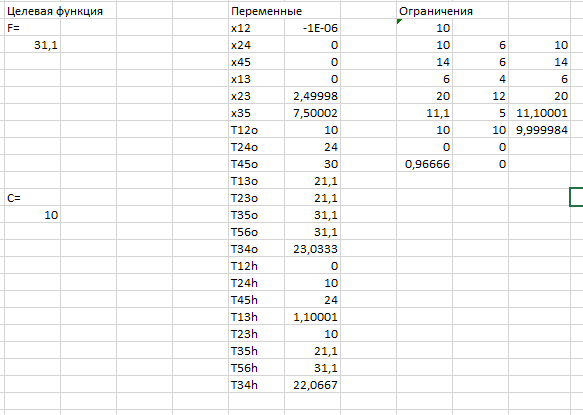 Целевая функция Переменные Ограничения
F= x12 -1E-06 10
31,1 x24 0 10 6 10
x45 0 14 6 14
x13 0 6 4 6
x23 2,49998 20 12 20
x35 7,50002 11,1 5 11,10001
T12o 10 10 10 9,999984
T24o 24 0 0
T45o 30 0,96666 0
T13o 21,1
C= T23o 21,1
10 T35o 31,1
T56o 31,1
T34o 23,0333
T12h 0
T24h 10
T45h 24
T13h 1,10001
T23h 10
T35h 21,1
T56h 31,1
T34h 22,0667